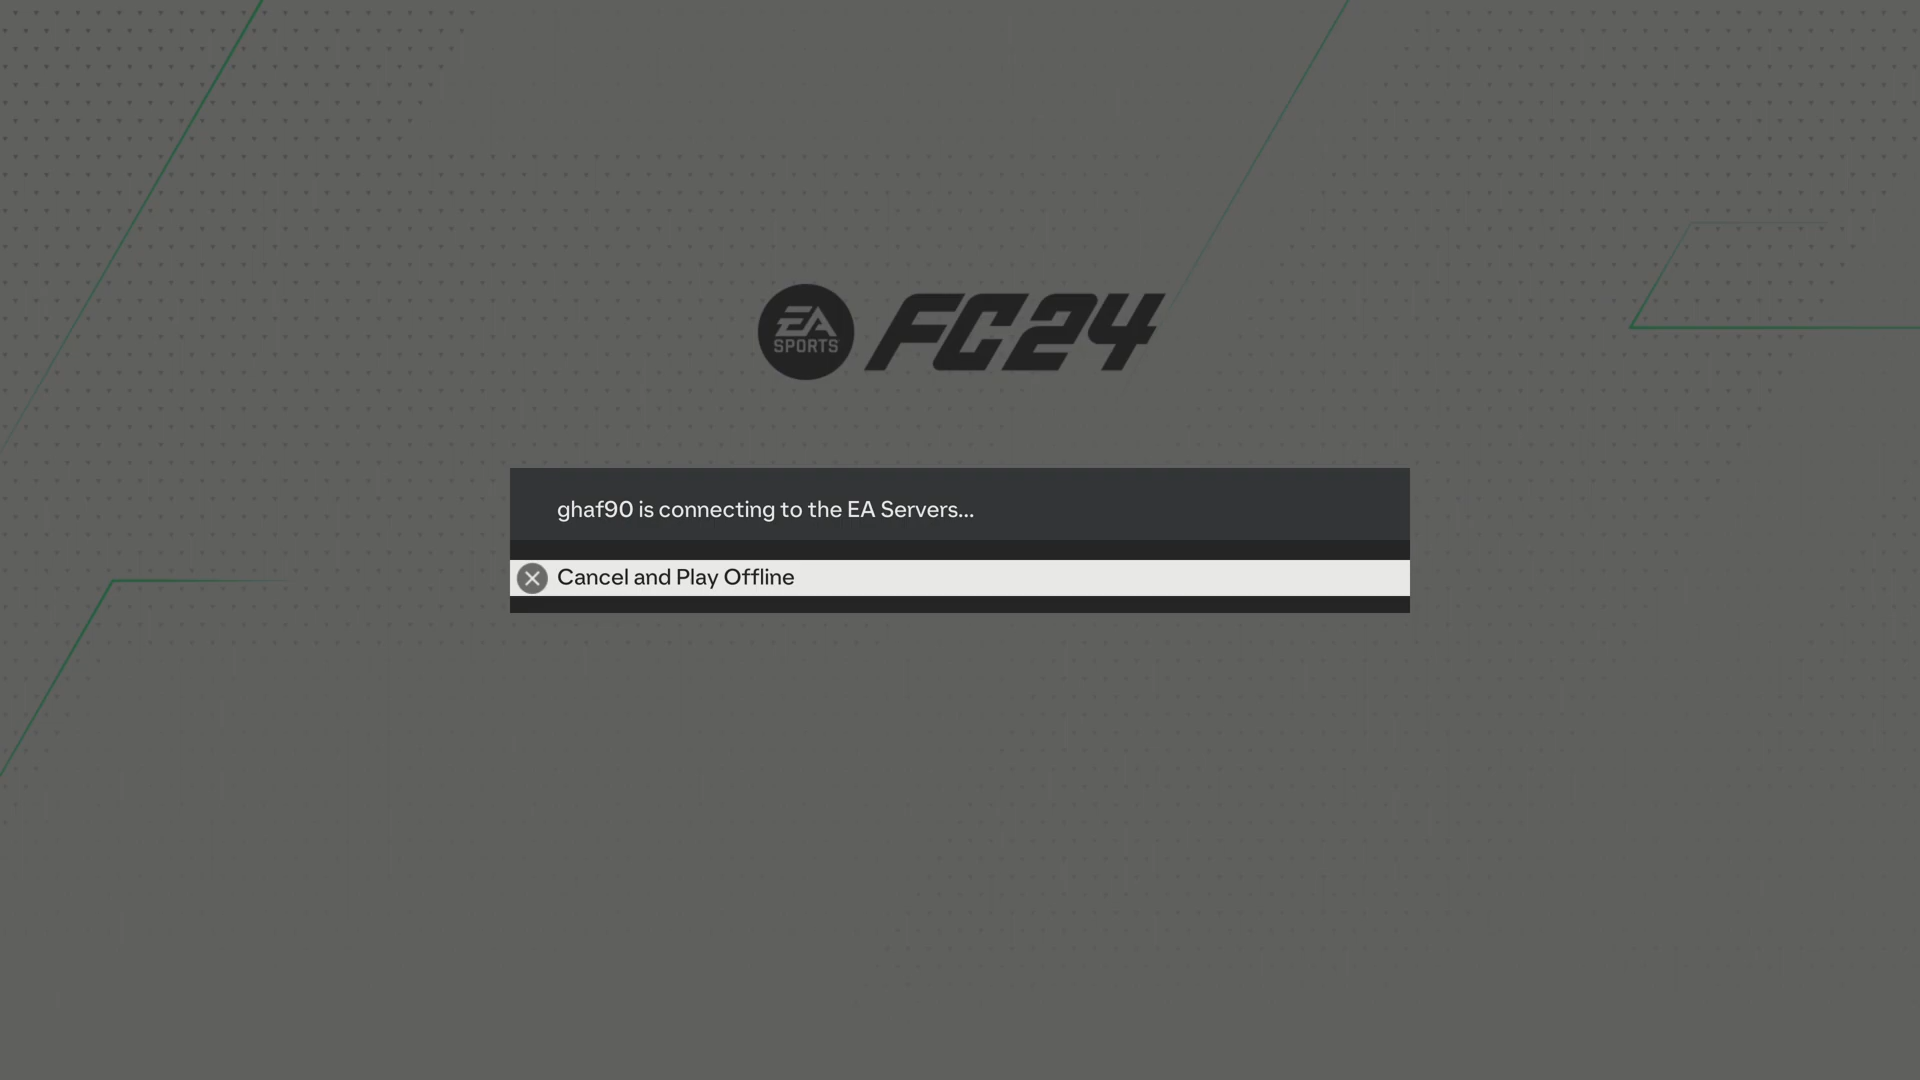 EA
SPORTS
FC24
ghaf90 is connecting to the EA Servers...
Cancel and Play Offline